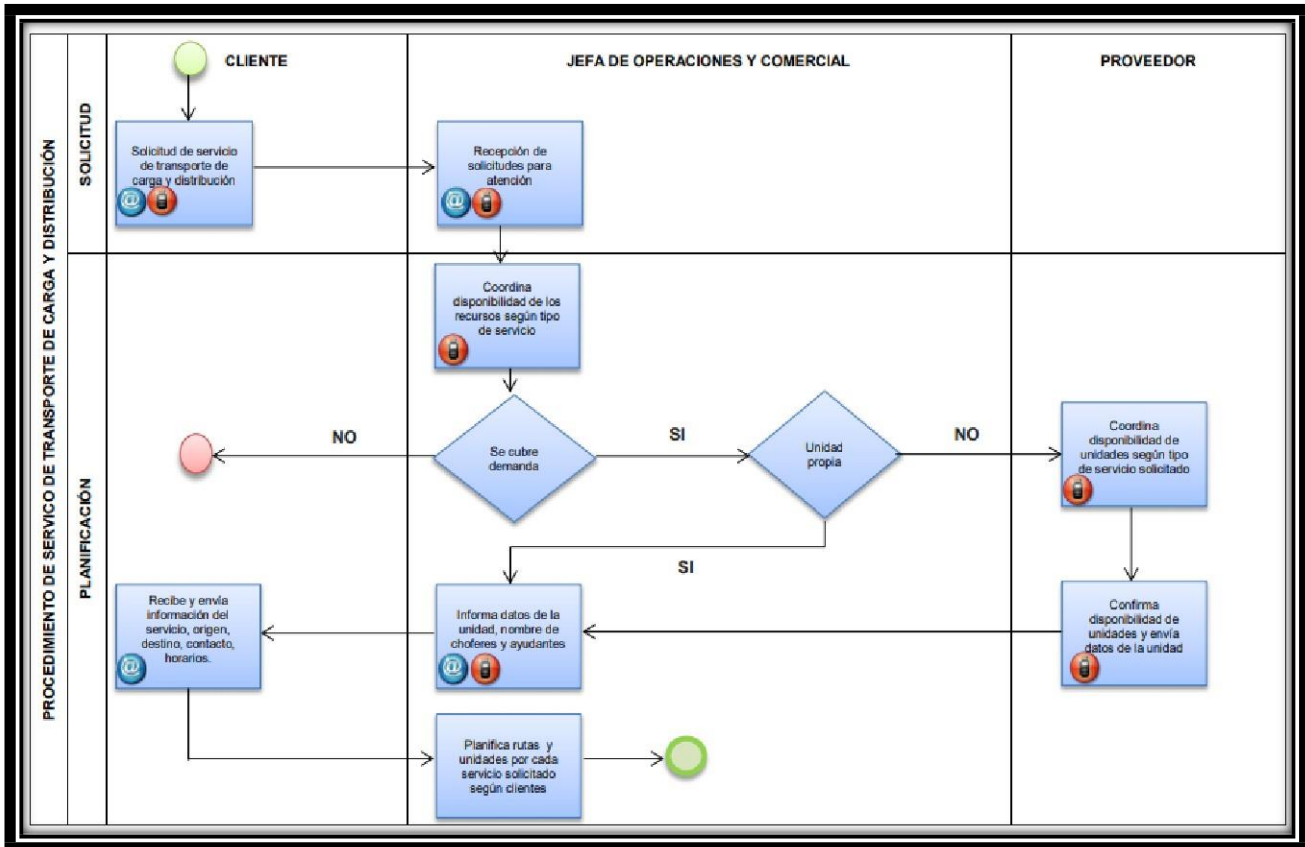 PROCEDIMIENTO DE SERVICO DE TRANSPORTE DE CARGA Y DISTRIBUCIÓN
SOLICITUD
CLIENTE
JEFA DE OPERACIONES Y COMERCIAL
PROVEEDOR
Solicitud de servicio
de transporte de
carga y distribución
@
Recepción de
solicitudes para
atención
@
PLANIFICACIÓN
Coordina
disponibilidad de los
recursos según tipo
de servicio
NO
Se cubre
demanda
SI
Unidad
propia
NO
Coordina
disponibilidad de
unidades según tipo
de servicio solicitado
SI
Recibe y envía
información del
servicio, origen,
destino, contacto,
horarios.
@
Informa datos de la
unidad, nombre de
choferes y ayudantes
@
Confirma
disponibilidad de
unidades y envía
datos de la unidad
Planifica rutas y
unidades por cada
servicio solicitado
según clientes